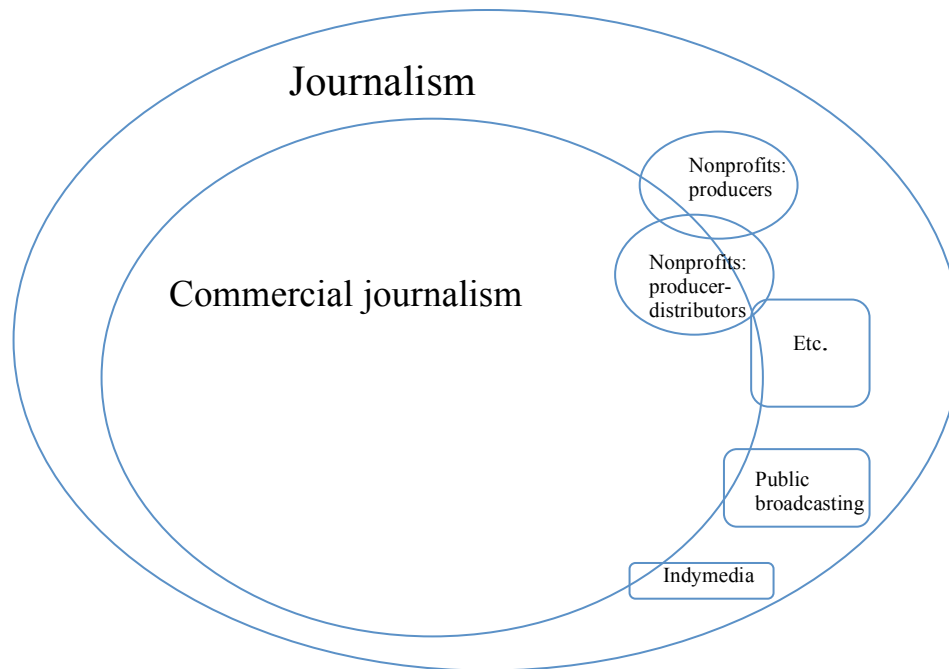 Journalism
Nonprofits:
producers
Commercial journalism
Nonprofits:
producer-
distributors
Etc.
Public
broadcasting
Indymedia